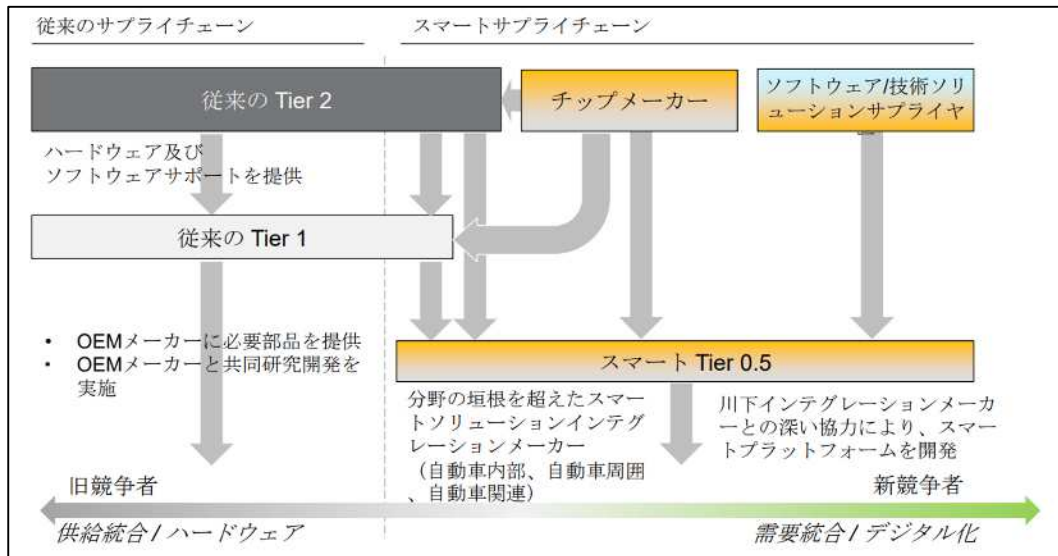 従来のサプライチェーン
スマートサプライチェーン
従来の Tier 2
チップメーカー
ソフトウェア/技術ソリ
ューションサプライヤ
ハードウェア及び
ソフトウェアサポートを提供
従来の Tier 1
• OEMメーカーに必要部品を提供
• OEMメーカーと共同研究開発を
実施
スマート Tier 0.5
分野の垣根を超えたスマ
ートソリューションインテグ
レーションメーカー
（自動車内部、自動車周囲
、自動車関連）
川下インテグレーションメーカ
ーとの深い協力により、スマー
トプラットフォームを開発
旧競争者
新競争者
供給統合 / ハードウェア
需要統合 / デジタル化